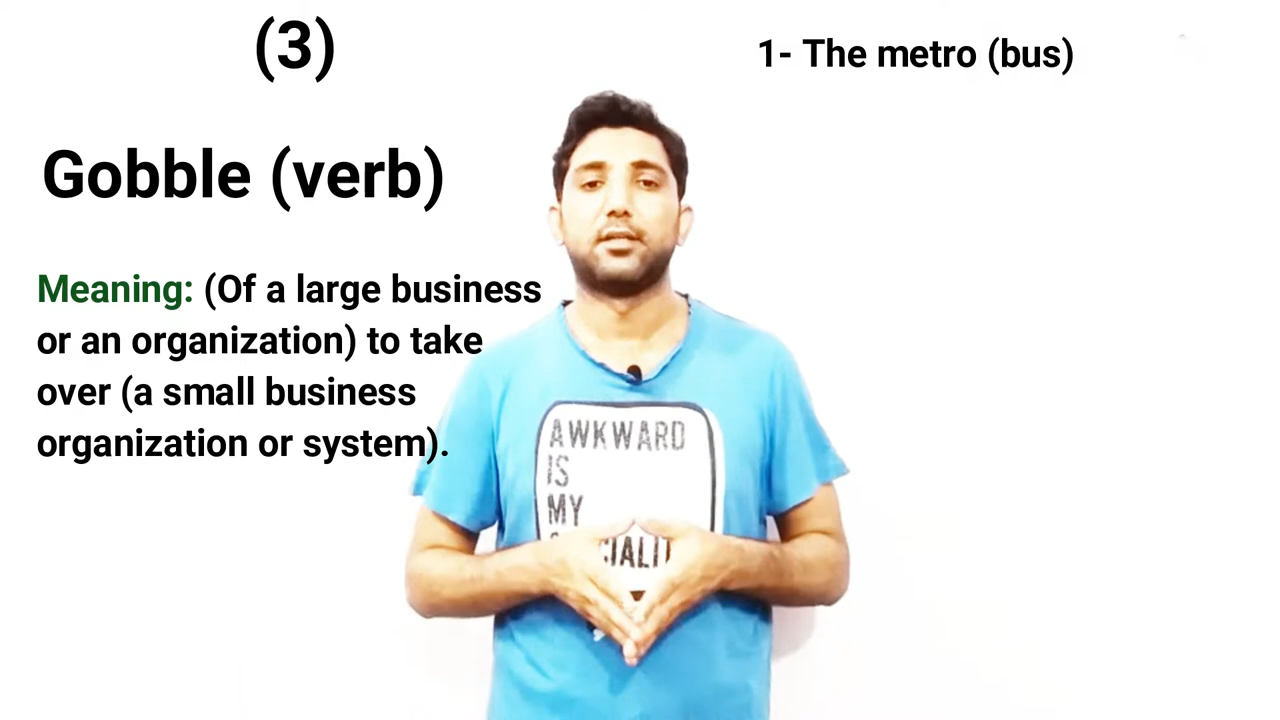 (3)
1- The metro (bus)
Gobble (verb)
Meaning: (Of a large business
or an organization) to take
over (a small business
organization or system).
AWKWARD
IS
MY